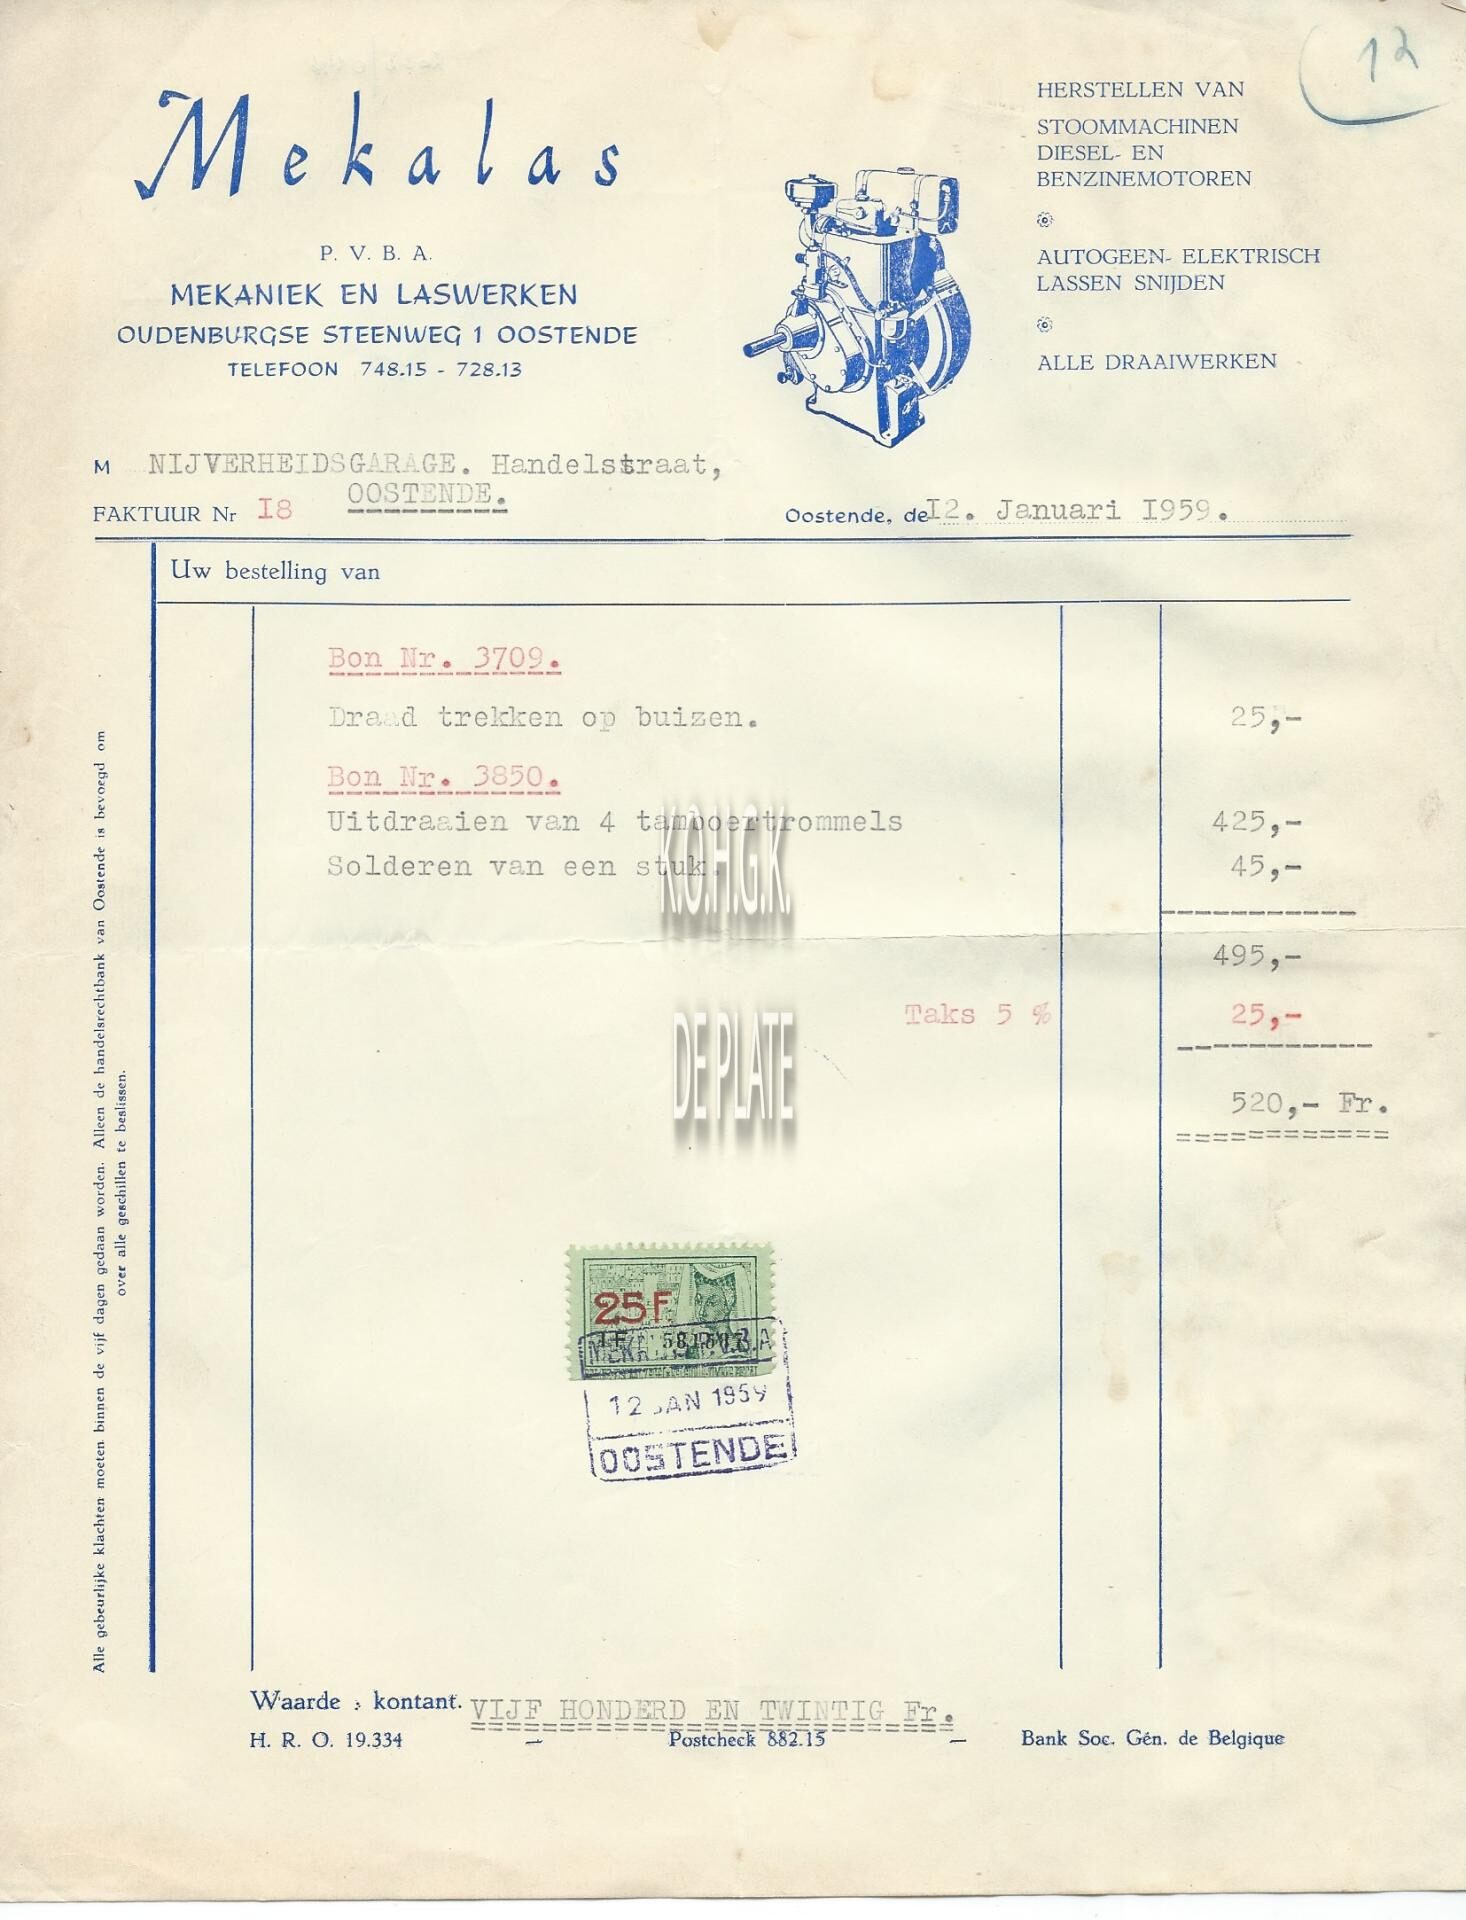 12
Mekalas
P. V. B. A.
MEKANIEK EN LASWERKEN
OUDENBURGSE STEENWEG 1 OOSTENDE
TELEFOON 748.15 - 728.13
HERSTELLEN VAN
STOOMMACHINEN
DIESEL- EN
BENZINEMOTOREN
AUTOGEEN- ELEKTRISCH
LASSEN SNIJDEN
ALLE DRAAIWERKEN
M NIJVERHEIDSGARAGE. Handelstraat,
OOSTENDE.
FAKTUUR Nr I8
Oostende, de I2. Januari I959.
Uw bestelling van
Bon Nr. 3709.
Draad trekken op buizen. 25,-
Bon Nr. 3850.
Uitdraaien van 4 tamboertrommels 425,-
Solderen van een stuk. 45,-
495,-
Taks 5 % 25,-
520,- Fr.
K.O.H.G.K.
DE PLATE
25F
P.V.B.A
12 JAN 1959
OOSTENDE
Alle gebeurlijke klachten moeten binnen de vijf dagen gedaan worden. Alleen de handelsrechtbank van Oostende is bevoegd om
over alle geschillen te beslissen.
Waarde : kontant. VIJF HONDERD EN TWINTIG Fr.
H. R. O. 19.334 Postcheck 882.15 Bank Soc. Gén. de Belgique